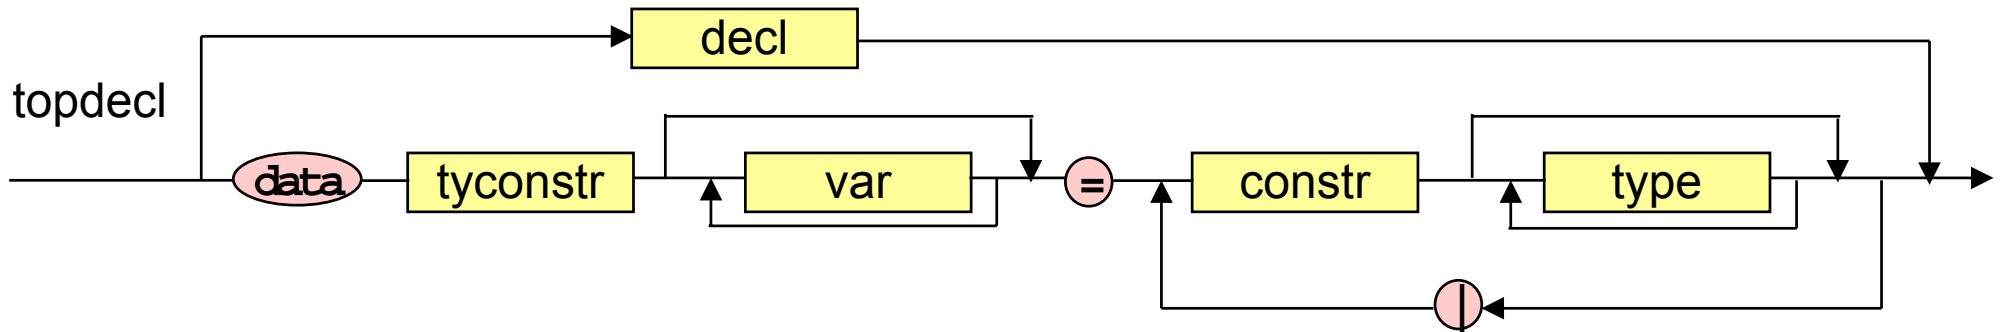 decl
topdecl
data tyconstr var = constr type
|